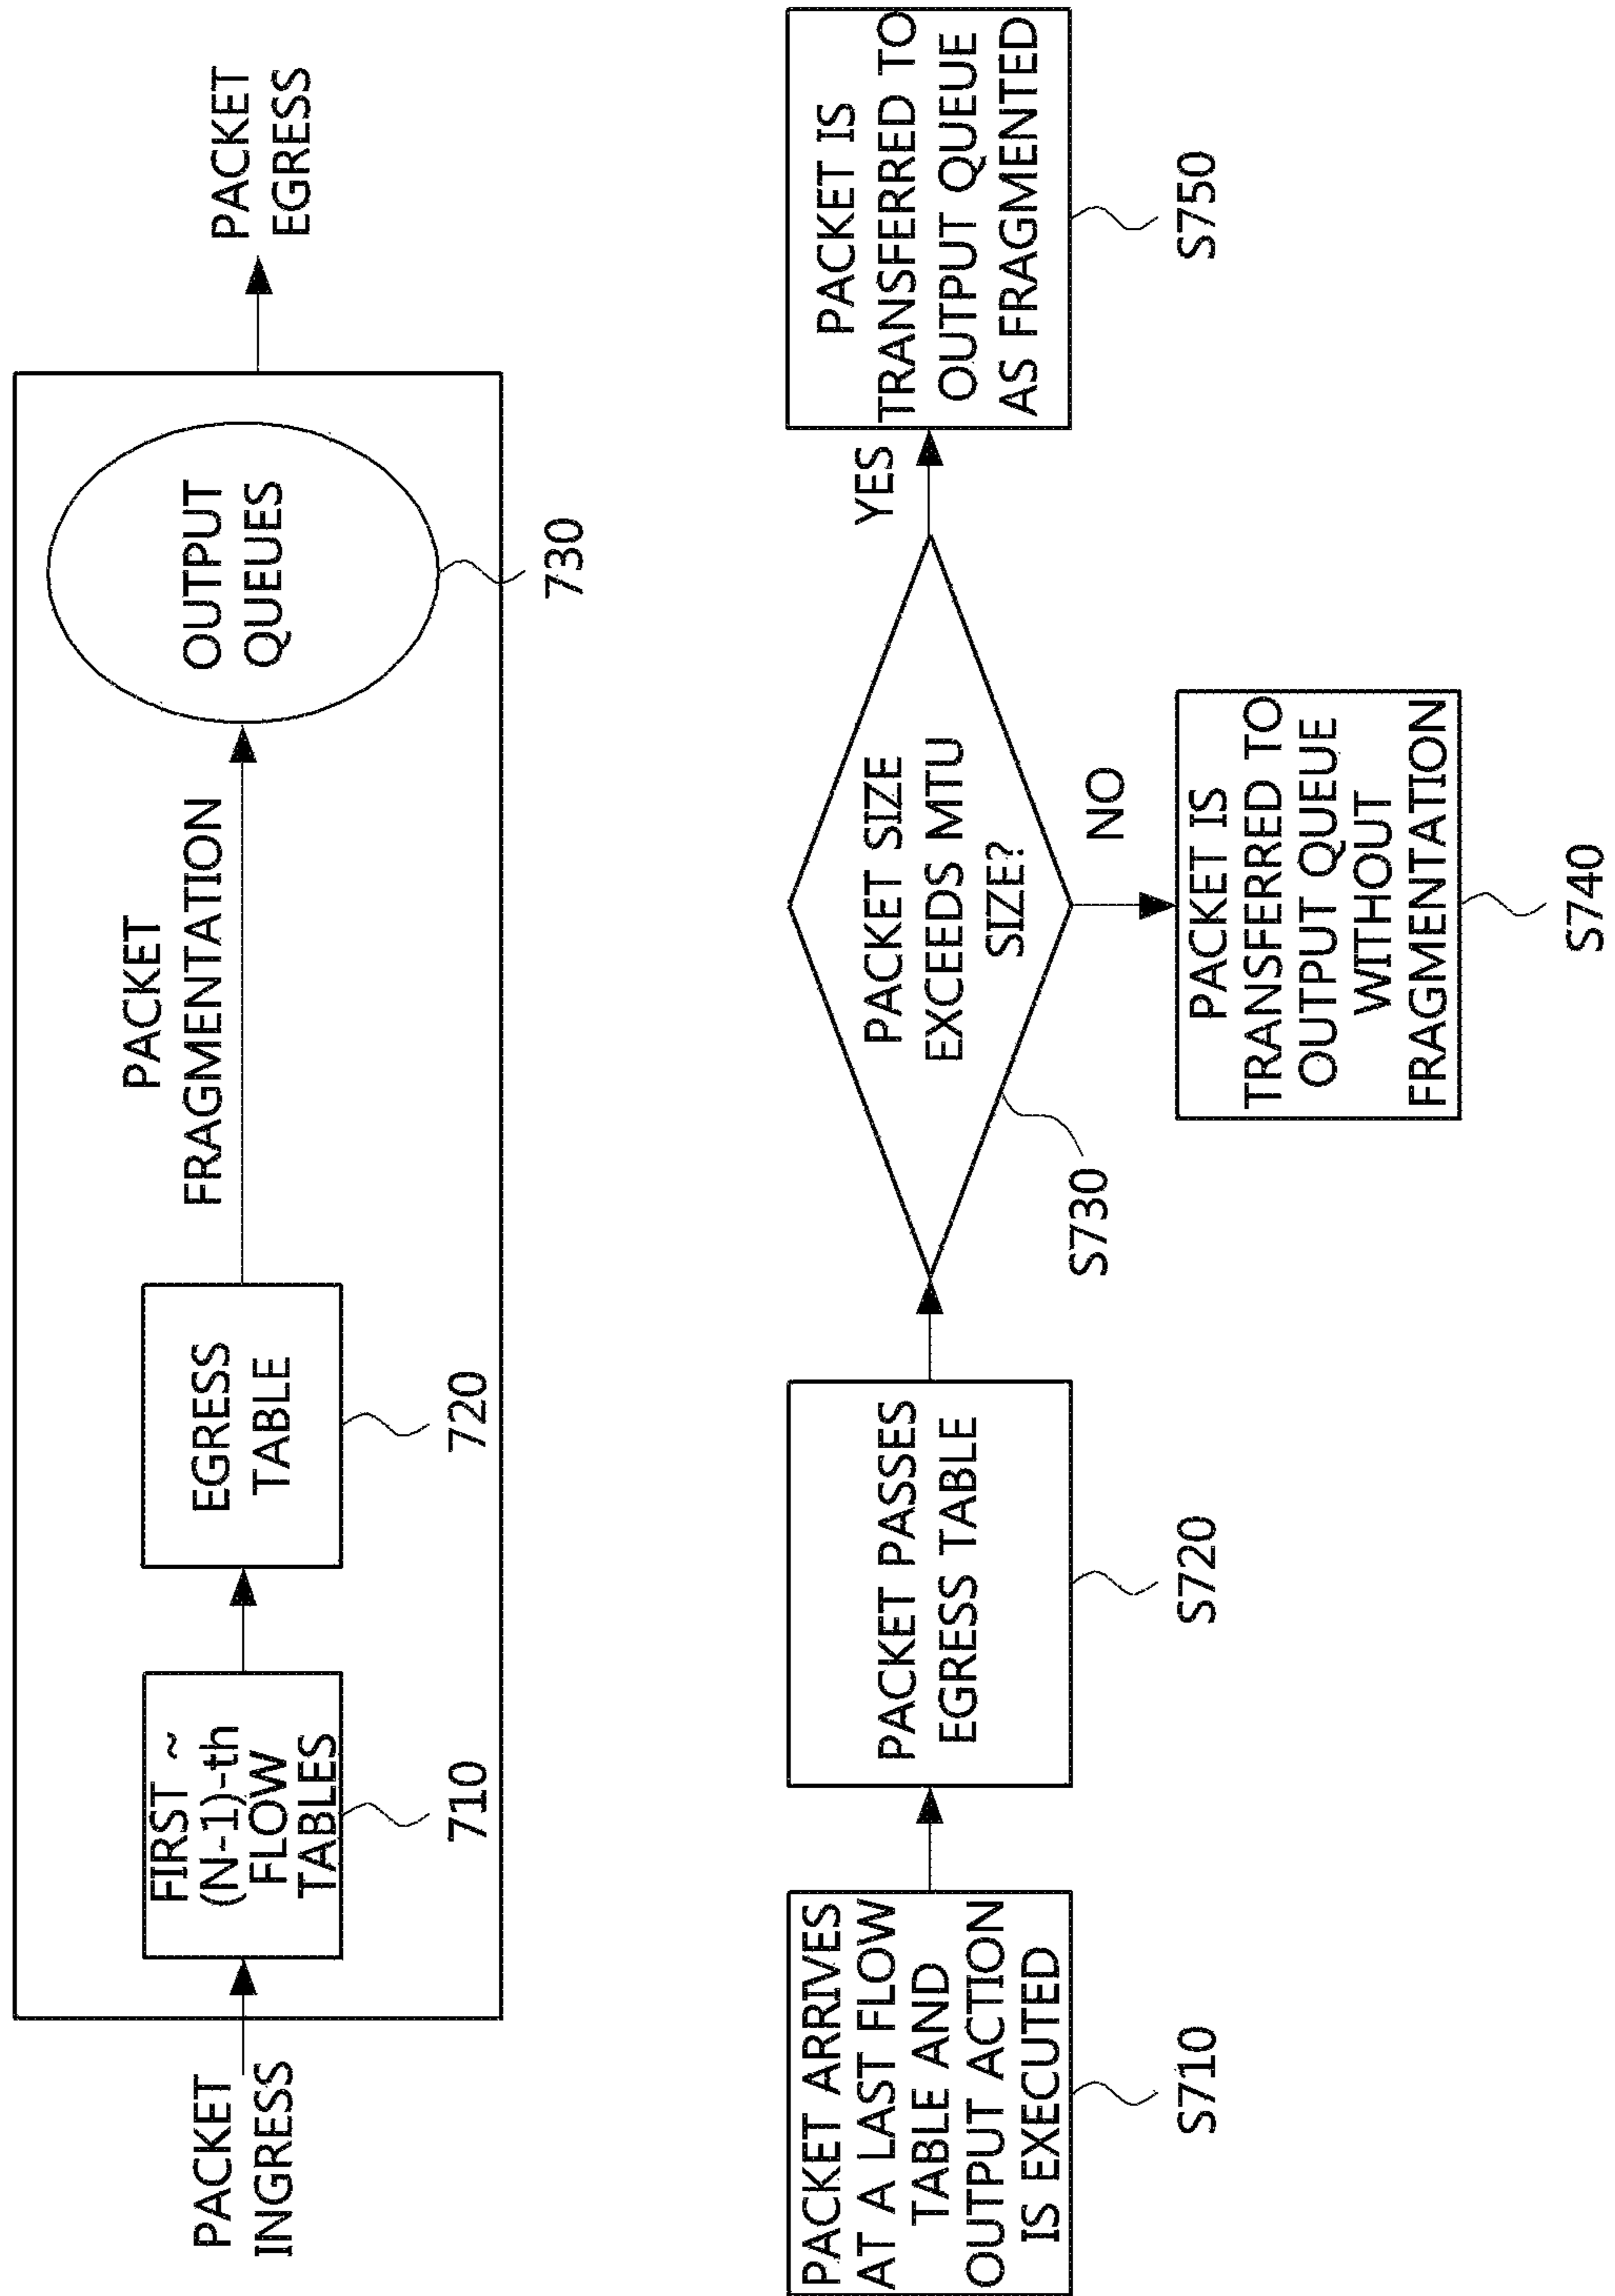 PACKET
INGRESS
FIRST ~
(N-1)-th
FLOW
TABLES
710
EGRESS
TABLE
720
PACKET
FRAGMENTATION
OUTPUT
QUEUES
730
PACKET
EGRESS
PACKET ARRIVES
AT A LAST FLOW
TABLE AND
OUTPUT ACTION
IS EXECUTED
S710
PACKET PASSES
EGRESS TABLE
S720
PACKET SIZE
EXCEEDS MTU
SIZE?
S730
NO
PACKET IS
TRANSFERRED TO
OUTPUT QUEUE
WITHOUT
FRAGMENTATION
S740
YES
PACKET IS
TRANSFERRED TO
OUTPUT QUEUE
AS FRAGMENTED
S750